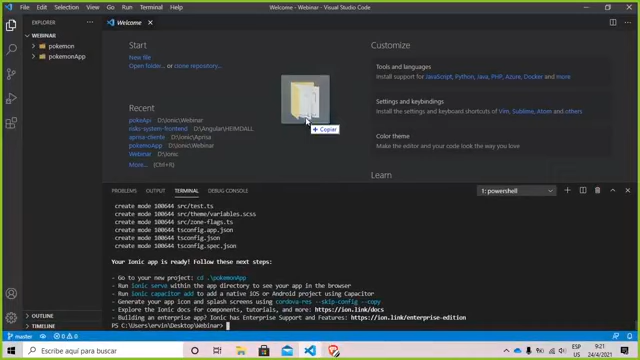 File Edit Selection View Go Run Terminal Help
Welcome - Webinar - Visual Studio Code
EXPLORER
Welcome
WEBINAR
pokemon
pokemonApp
Start
New file
Open folder... or clone repository...
Recent
pokeApi D:\Ionic\Webinar
D:\Angular\HEIMDALL
aprisa-cliente D:\Ionic\Aprisa
pokemonApp D:\Ionic\Webinar
Webinar D:\Ionic
More... (Ctrl+R)
Copiar
Customize
Tools and languages
Install support for JavaScript, Python, Java, PHP, Azure, Docker and more
Settings and keybindings
Install the settings and keyboard shortcuts of Vim, Sublime, Atom and others
Color theme
Make the editor and your code look the way you love
Learn
PROBLEMS OUTPUT TERMINAL DEBUG CONSOLE
1: powershell
create mode 100644 src/test.ts
create mode 100644 src/theme/variables.scss
create mode 100644 src/zone-flags.ts
create mode 100644 tsconfig.app.json
create mode 100644 tsconfig.json
create mode 100644 tsconfig.spec.json
Your Ionic app is ready! Follow these next steps:
- Go to your new project: cd .\pokemonApp
- Run ionic serve within the app directory to see your app in the browser
- Run ionic capacitor add to add a native iOS or Android project using Capacitor
- Generate your app icon and splash screens using cordova-res --skip-config --copy
- Explore the Ionic docs for components, tutorials, and more: https://ion.link/docs
- Building an enterprise app? Ionic has Enterprise Support and Features: https://ion.link/enterprise-edition
PS C:\Users\ervin\Desktop\Webinar>
OUTLINE
TIMELINE
master
0 0
Escribe aquí para buscar
ESP
9:21
24/4/2021